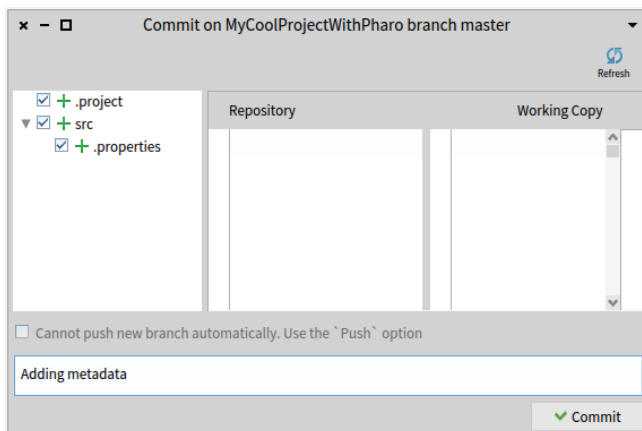 Commit on MyCoolProjectWithPharo branch master
Refresh
.project
src
.properties
Repository
Working Copy
Cannot push new branch automatically. Use the `Push` option
Adding metadata
Commit